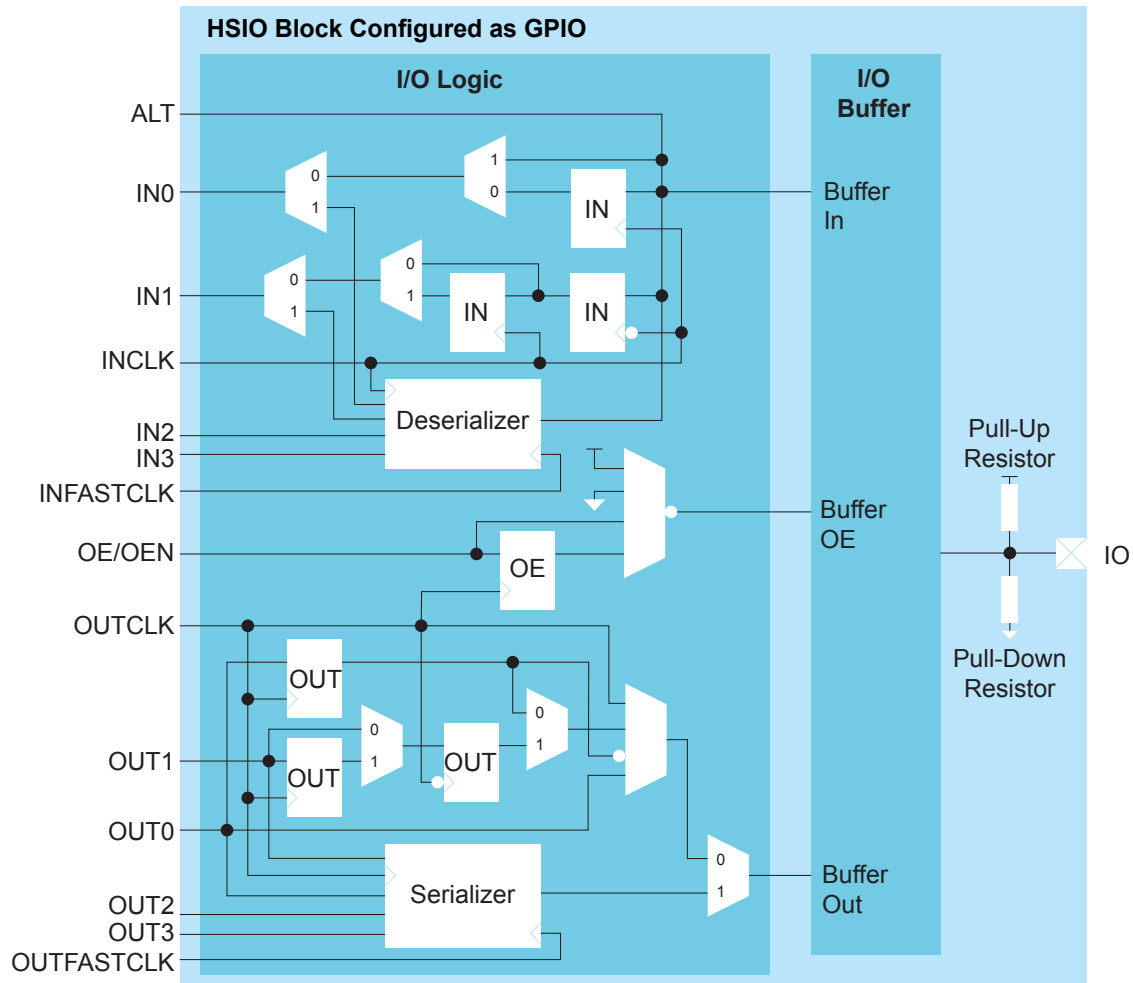 HSIO Block Configured as GPIO
I/O Logic
I/O
Buffer
ALT
1
0
0
1
IN0
IN
Buffer
In
0
1
0
1
IN1
IN
IN
INCLK
Deserializer
IN2
IN3
INFASTCLK
Pull-Up
Resistor
Buffer
OE
OE/OEN
OE
IO
OUTCLK
OUT
Pull-Down
Resistor
0
1
0
1
OUT1
OUT
OUT
OUT0
0
1
Serializer
Buffer
Out
OUT2
OUT3
OUTFASTCLK